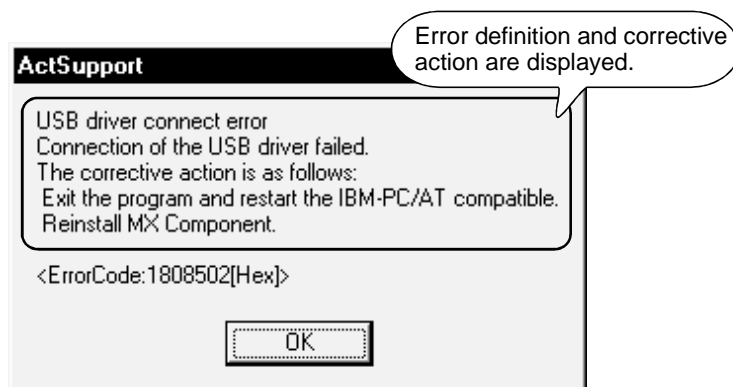 Error definition and corrective
action are displayed.
ActSupport
USB driver connect error
Connection of the USB driver failed.
The corrective action is as follows:
Exit the program and restart the IBM-PC/AT compatible.
Reinstall MX Component.
<ErrorCode:1808502[Hex]>
OK